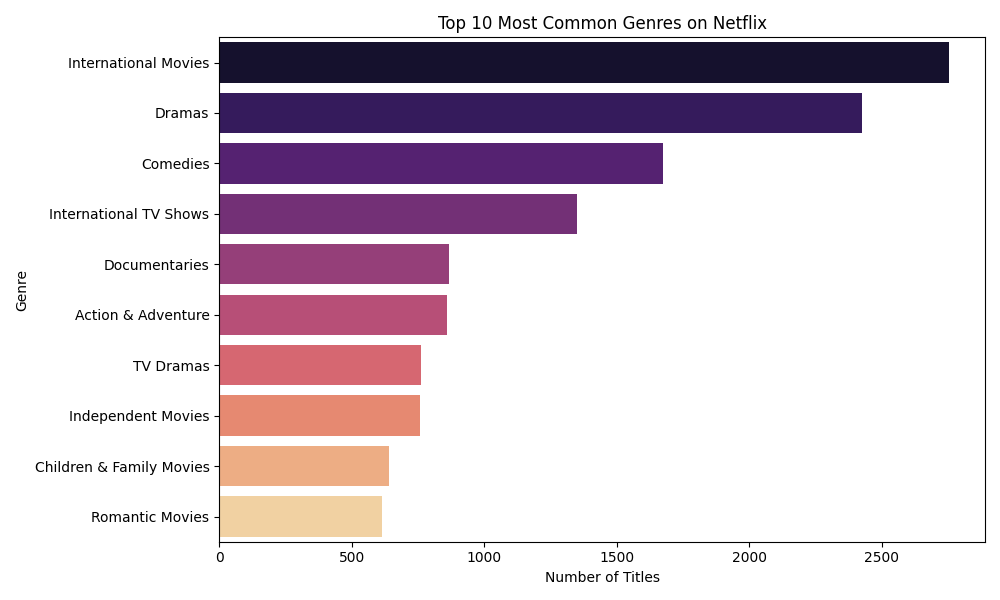 Top 10 Most Common Genres on Netflix
Genre
International Movies
Dramas
Comedies
International TV Shows
Documentaries
Action & Adventure
TV Dramas
Independent Movies
Children & Family Movies
Romantic Movies
0 500 1000 1500 2000 2500
Number of Titles